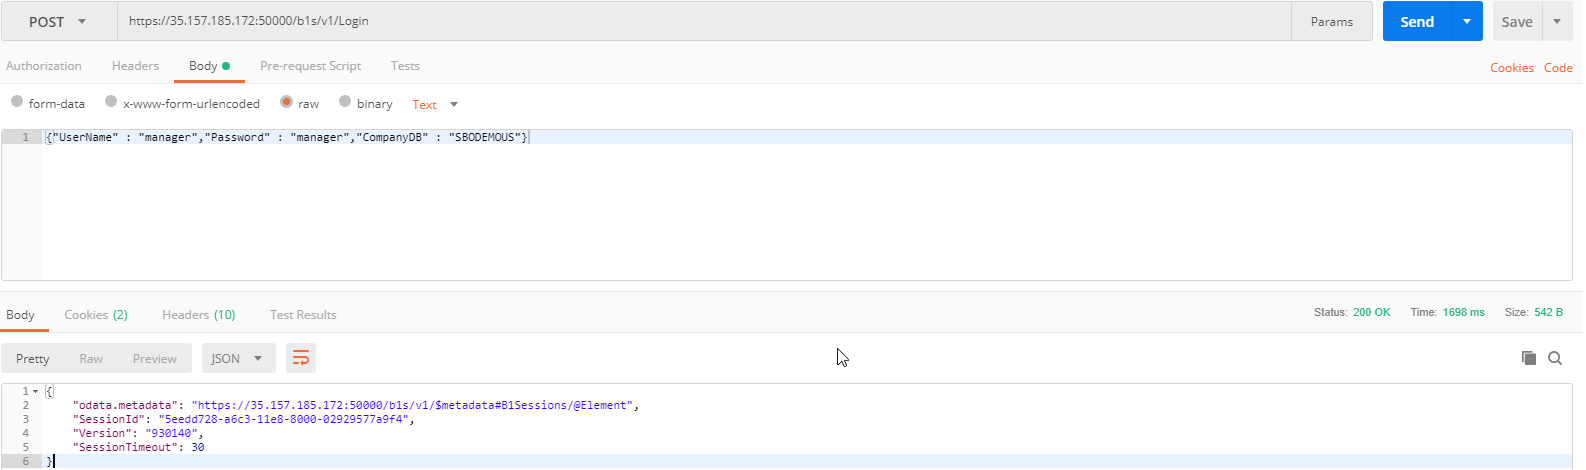 POST https://35.157.185.172:50000/b1s/v1/Login Params Send Save
Authorization Headers Body Pre-request Script Tests Cookies Code
form-data x-www-form-urlencoded raw binary Text
1 {"UserName" : "manager","Password" : "manager","CompanyDB" : "SBODEMOUS"}
Body Cookies (2) Headers (10) Test Results Status: 200 OK Time: 1698 ms Size: 542 B
Pretty Raw Preview JSON
1 {
2 "odata.metadata": "https://35.157.185.172:50000/b1s/v1/$metadata#B1Sessions/@Element",
3 "SessionId": "5eedd728-a6c3-11e8-8000-02929577a9f4",
4 "Version": "930140",
5 "SessionTimeout": 30
6 }